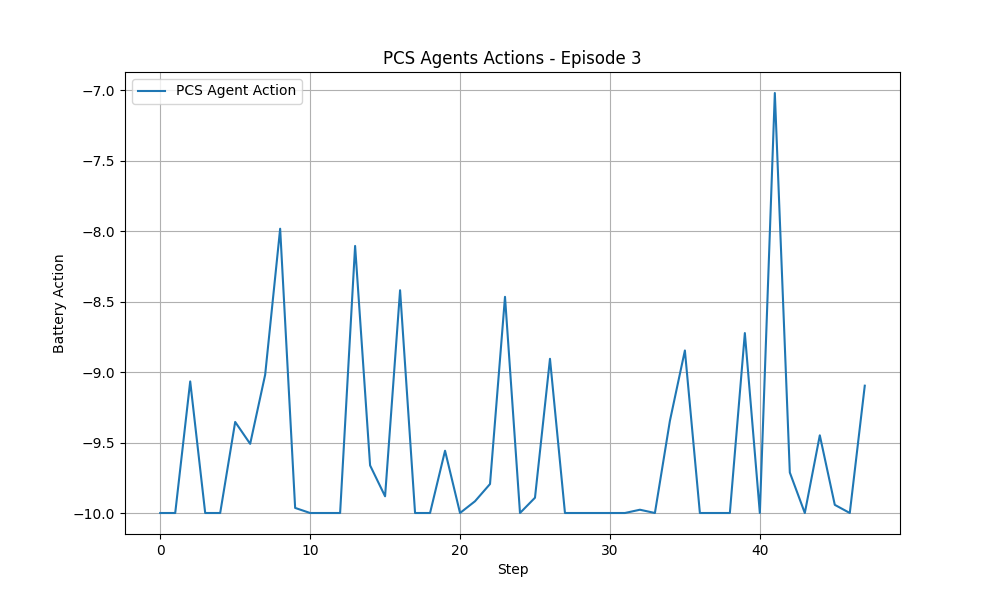 PCS Agents Actions - Episode 3
PCS Agent Action
Battery Action
−7.0
−7.5
−8.0
−8.5
−9.0
−9.5
−10.0
0 10 20 30 40
Step